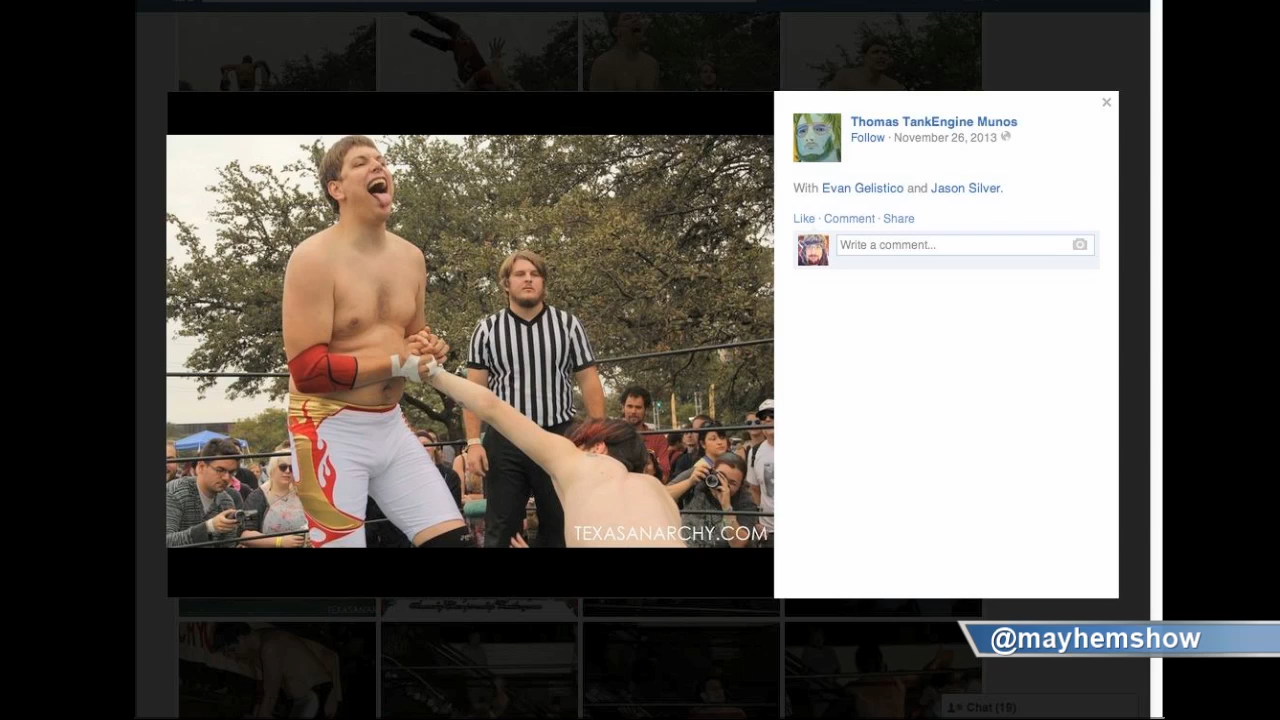 Thomas TankEngine Munos
Follow · November 26, 2013
With Evan Gelistico and Jason Silver.
Like · Comment · Share
Write a comment...
TEXASANARCHY.COM
@mayhemshow
Chat (19)